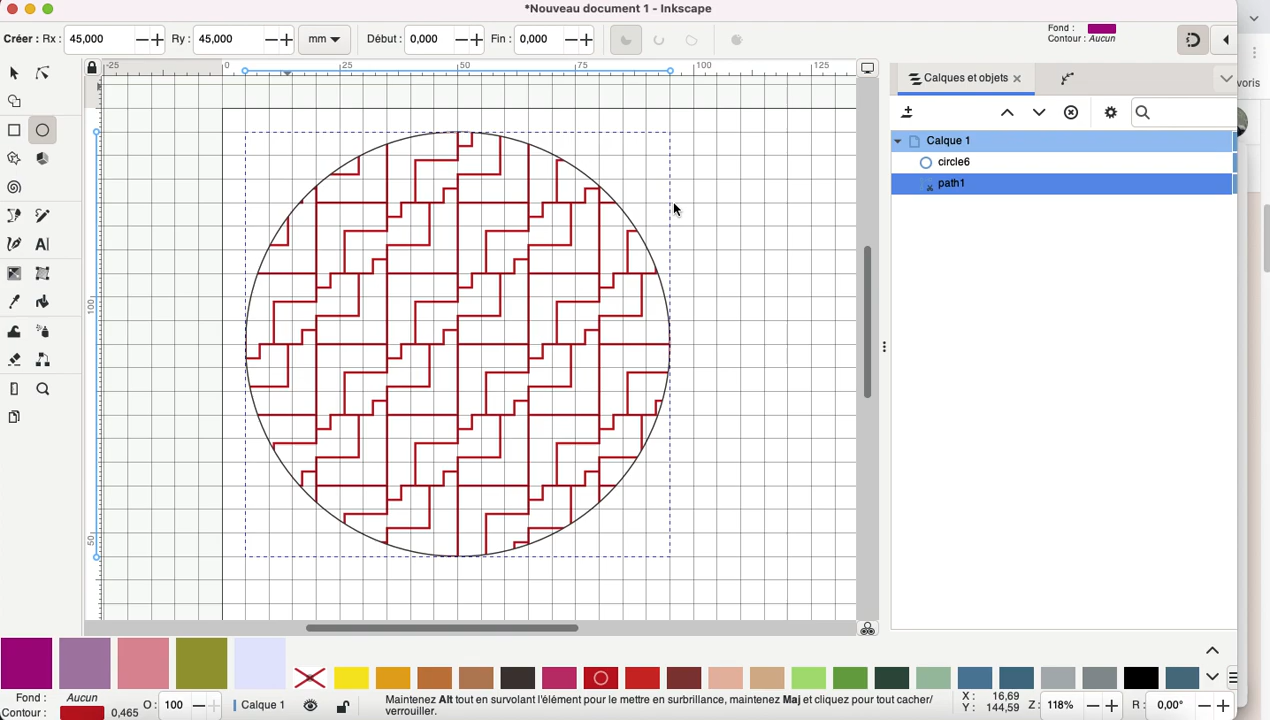 *Nouveau document 1 - Inkscape
Créer : Rx : 45,000 Ry : 45,000 mm Début : 0,000 Fin : 0,000
Fond :
Contour : Aucun
-25 0 25 50 75 100 125
Calques et objets
voris
Calque 1
circle6
path1
100
50
Fond : Aucun
Contour : 0,465
O : 100
Calque 1
Maintenez Alt tout en survolant l'élément pour le mettre en surbrillance, maintenez Maj et cliquez pour tout cacher/
verrouiller.
X : 16,69
Y : 144,59
Z : 118%
R : 0,00°